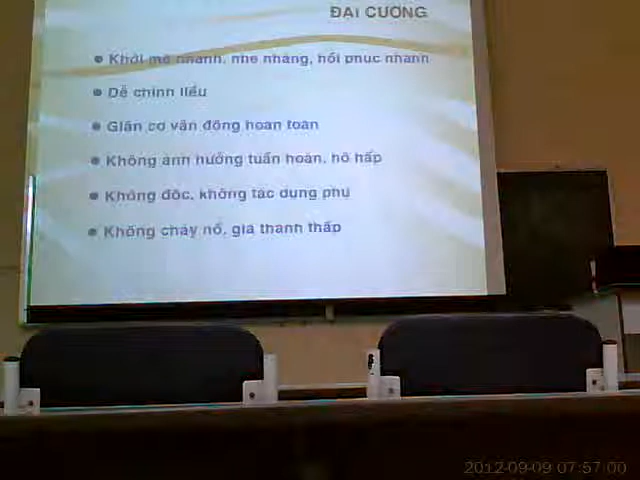 ĐẠI CƯƠNG
Khởi mê nhanh, nhẹ nhàng, hồi phục nhanh
Dễ chỉnh liều
Giãn cơ vận động hoàn toàn
Không ảnh hưởng tuần hoàn, hô hấp
Không độc, không tác dụng phụ
Không cháy nổ, giá thành thấp
2012-09-09 07:57:00